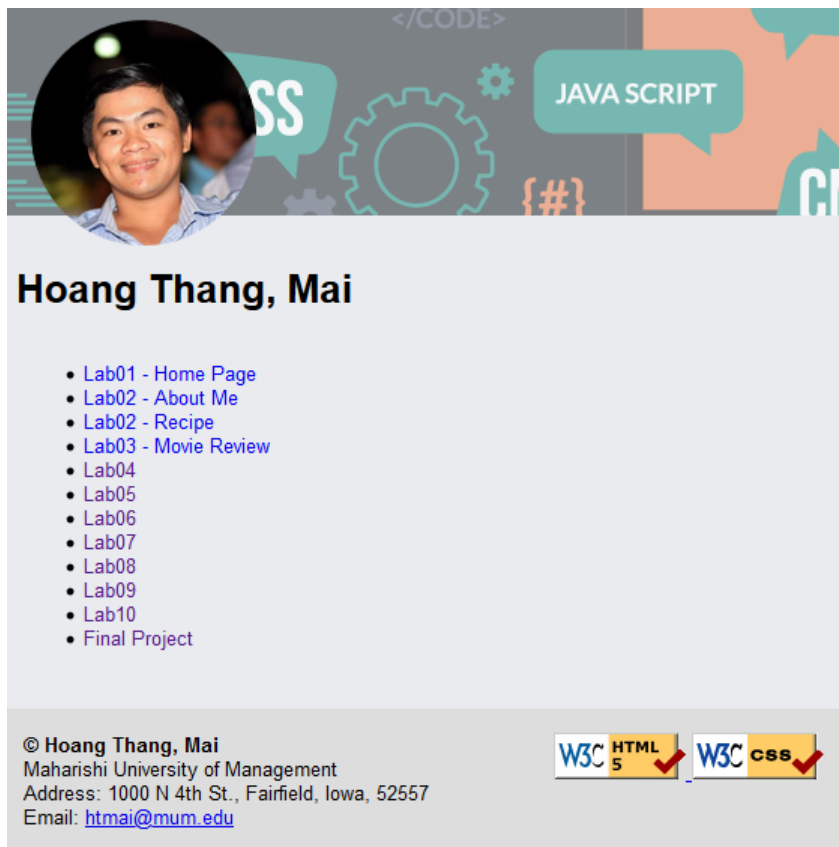 </CODE>
SS
JAVA SCRIPT
{#}
Hoang Thang, Mai
Lab01 - Home Page
Lab02 - About Me
Lab02 - Recipe
Lab03 - Movie Review
Lab04
Lab05
Lab06
Lab07
Lab08
Lab09
Lab10
Final Project
© Hoang Thang, Mai
Maharishi University of Management
Address: 1000 N 4th St., Fairfield, Iowa, 52557
Email: htmai@mum.edu
W3C HTML 5
W3C css